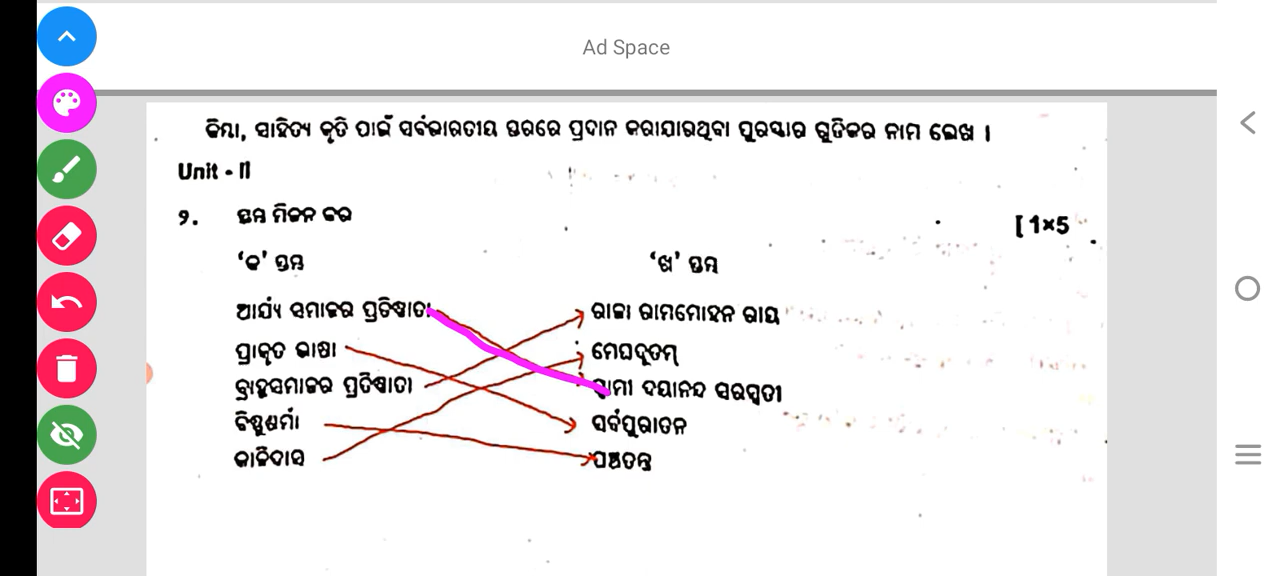 Ad Space
କିମ୍ବା, ସାହିତ୍ୟ କୃତି ପାଇଁ ସର୍ବଭାରତୀୟ ସ୍ତରରେ ପ୍ରଦାନ କରାଯାଉଥିବା ପୁରସ୍କାର ଗୁଡିକର ନାମ ଲେଖ ।
Unit - II
୨. ସ୍ତମ୍ଭ ମିଳନ କର [1×5
‘କ’ ସ୍ତମ୍ଭ ‘ଖ’ ସ୍ତମ୍ଭ
ଆର୍ଯ୍ୟ ସମାଜର ପ୍ରତିଷ୍ଠାତା ରାଜା ରାମମୋହନ ରାୟ
ପ୍ରାକୃତ ଭାଷା ମେଘଦୂତମ୍
ବ୍ରାହ୍ମସମାଜର ପ୍ରତିଷ୍ଠାତା ସ୍ୱାମୀ ଦୟାନନ୍ଦ ସରସ୍ୱତୀ
ବିଷ୍ଣୁଶର୍ମା ସର୍ବପୁରାତନ
କାଳିଦାସ ପଞ୍ଚତନ୍ତ୍ର